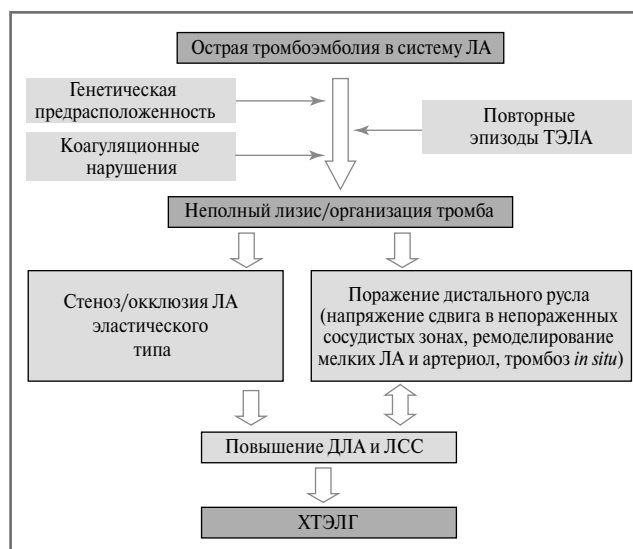 Острая тромбоэмболия в систему ЛА
Генетическая
предрасположенность
Коагуляционные
нарушения
Повторные
эпизоды ТЭЛА
Неполный лизис/организация тромба
Стеноз/окклюзия ЛА
эластического
типа
Поражение дистального русла
(напряжение сдвига в непораженных
сосудистых зонах, ремоделирование
мелких ЛА и артериол, тромбоз in situ)
Повышение ДЛА и ЛСС
ХТЭЛГ